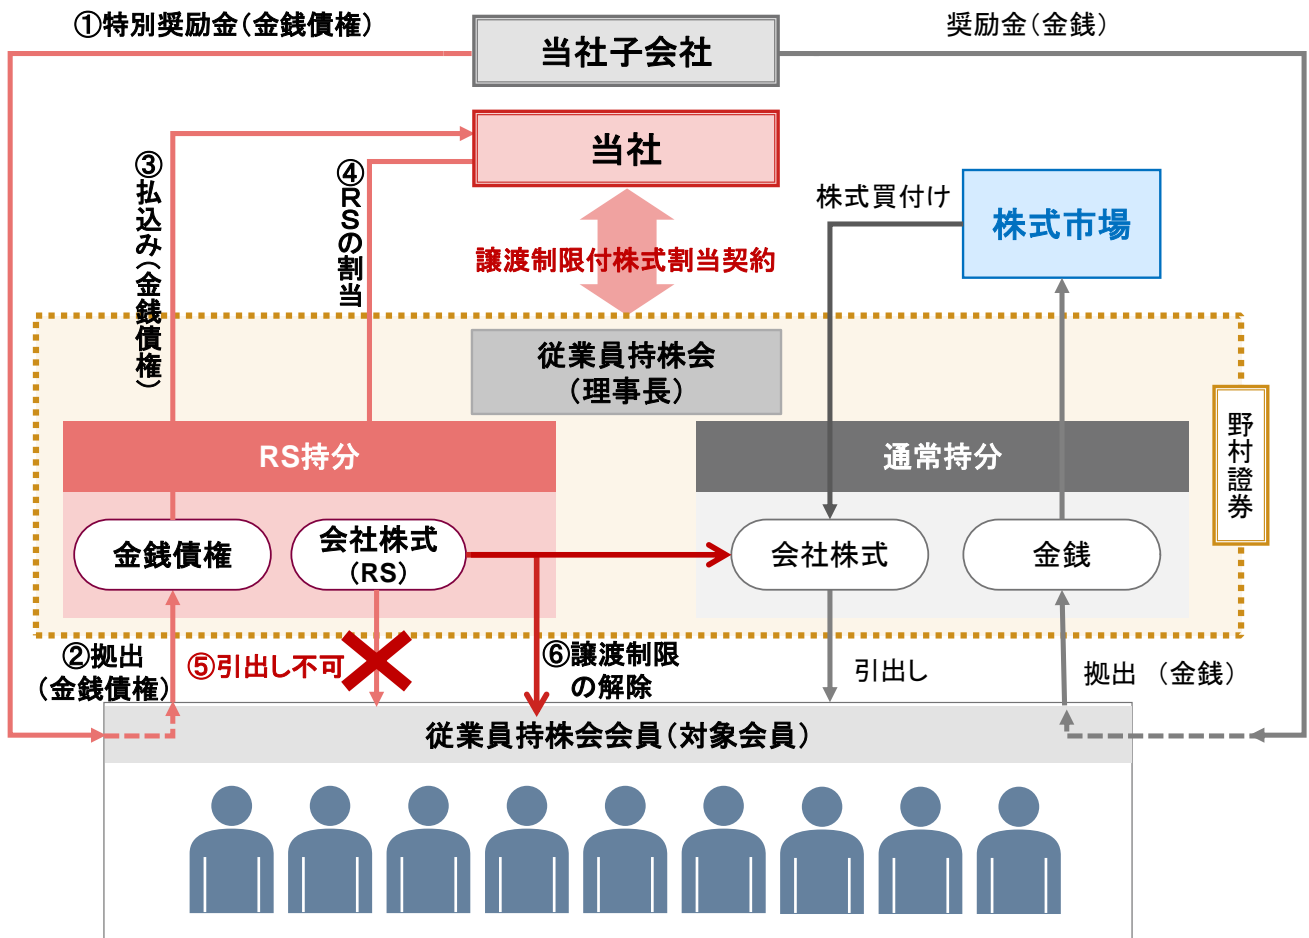 ①特別奨励金(金銭債権)
当社子会社
奨励金(金銭)
当社
③払込み(金銭債権)
④RSの割当
株式買付け
株式市場
譲渡制限付株式割当契約
従業員持株会
(理事長)
野村證券
RS持分
通常持分
金銭債権
会社株式
(RS)
会社株式
金銭
②拠出
(金銭債権)
⑤引出し不可
⑥譲渡制限
の解除
引出し
拠出 (金銭)
従業員持株会会員(対象会員)